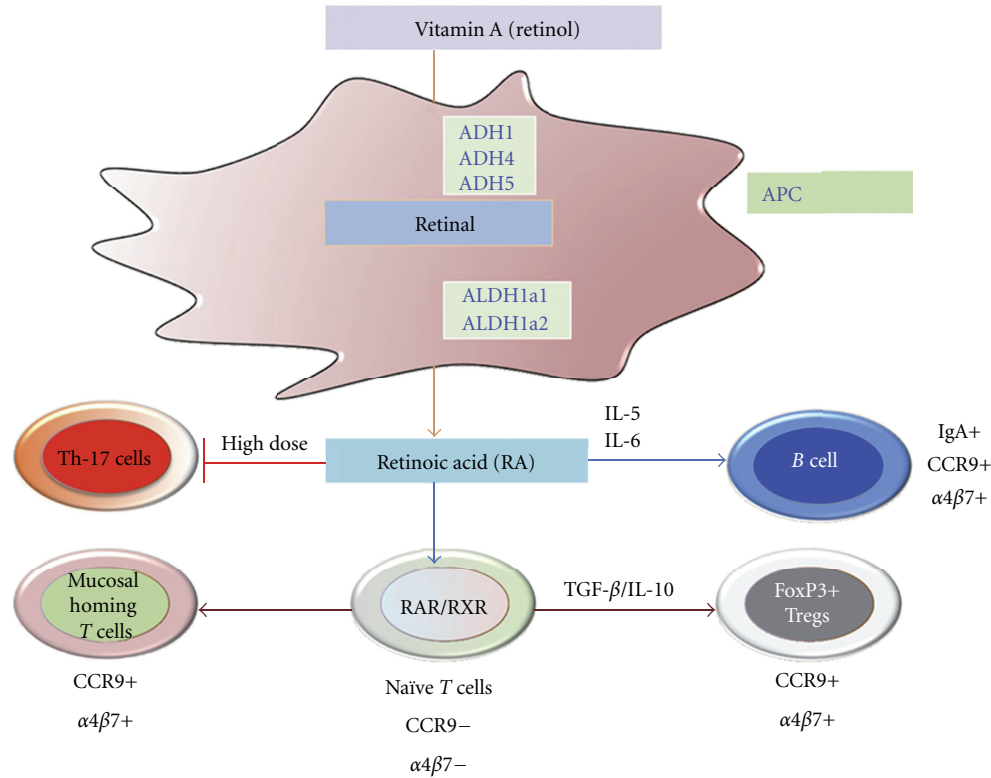 Vitamin A (retinol)
ADH1
ADH4
ADH5
APC
Retinal
ALDH1a1
ALDH1a2
IL-5
IL-6
High dose
Th-17 cells
Retinoic acid (RA)
B cell
IgA+
CCR9+
α4β7+
Mucosal
homing
T cells
RAR/RXR
TGF-β/IL-10
FoxP3+
Tregs
CCR9+
α4β7+
Naïve T cells
CCR9−
α4β7−
CCR9+
α4β7+